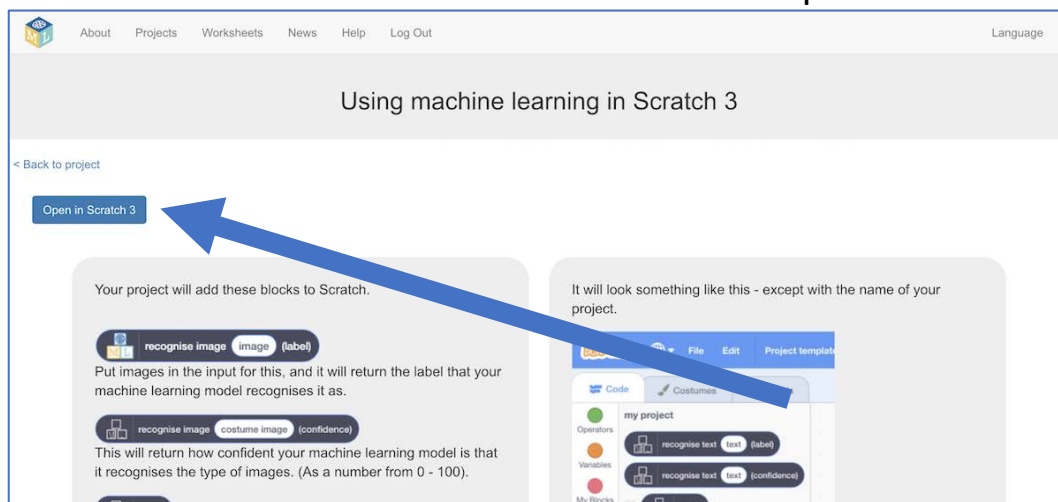 About Projects Worksheets News Help Log Out Language
Using machine learning in Scratch 3
< Back to project
Open in Scratch 3
Your project will add these blocks to Scratch.
recognise image image (label)
Put images in the input for this, and it will return the label that your
machine learning model recognises it as.
recognise image costume image (confidence)
This will return how confident your machine learning model is that
it recognises the type of images. (As a number from 0 - 100).
It will look something like this - except with the name of your
project.
File Edit Project templat
Code Costumes
my project
Operators
recognise text text (label)
Variables
recognise text text (confidence)
My Blocks